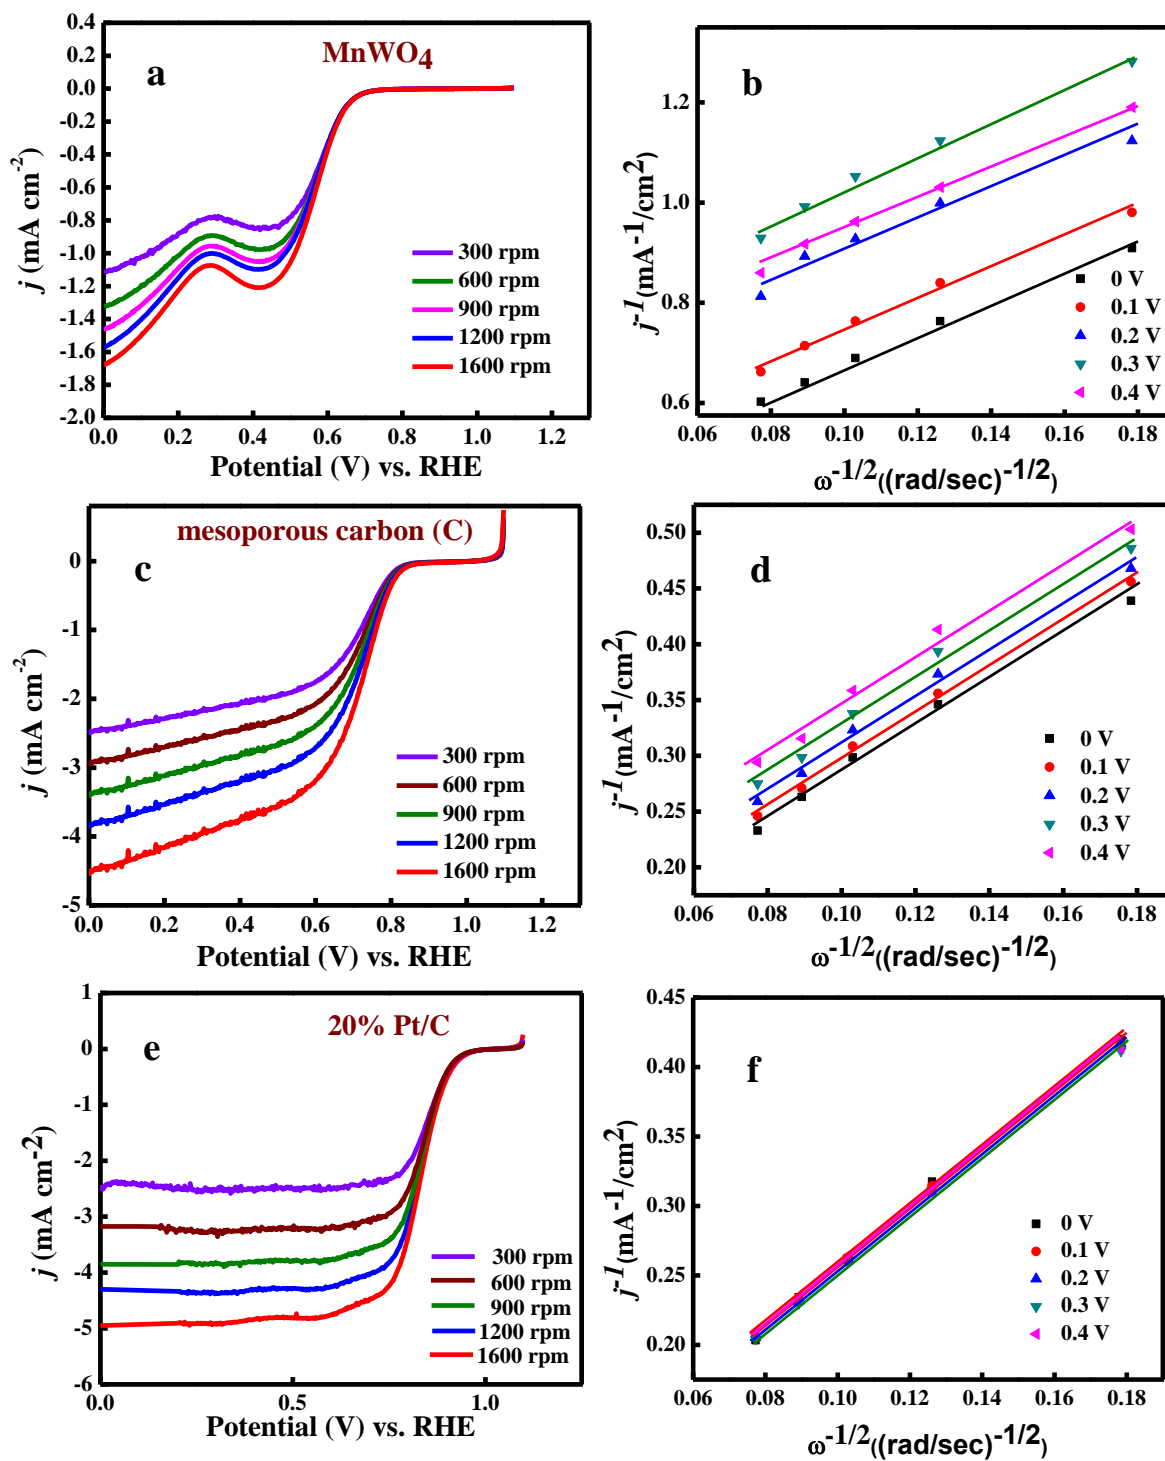 MnWO4
a
j (mA cm-2)
0.4
0.2
0.0
-0.2
-0.4
-0.6
-0.8
-1.0
-1.2
-1.4
-1.6
-1.8
-2.0
300 rpm
600 rpm
900 rpm
1200 rpm
1600 rpm
0.0 0.2 0.4 0.6 0.8 1.0 1.2
Potential (V) vs. RHE
b
j-1(mA-1/cm2)
1.2
1.0
0.8
0.6
0 V
0.1 V
0.2 V
0.3 V
0.4 V
0.06 0.08 0.10 0.12 0.14 0.16 0.18
ω-1/2((rad/sec)-1/2)
mesoporous carbon (C)
c
j (mA cm-2)
0
-1
-2
-3
-4
-5
300 rpm
600 rpm
900 rpm
1200 rpm
1600 rpm
0.0 0.2 0.4 0.6 0.8 1.0 1.2
Potential (V) vs. RHE
d
j-1(mA-1/cm2)
0.50
0.45
0.40
0.35
0.30
0.25
0.20
0 V
0.1 V
0.2 V
0.3 V
0.4 V
0.06 0.08 0.10 0.12 0.14 0.16 0.18
ω-1/2((rad/sec)-1/2)
20% Pt/C
e
j (mA cm-2)
1
0
-1
-2
-3
-4
-5
-6
300 rpm
600 rpm
900 rpm
1200 rpm
1600 rpm
0.0 0.5 1.0
Potential (V) vs. RHE
f
j-1(mA-1/cm2)
0.45
0.40
0.35
0.30
0.25
0.20
0 V
0.1 V
0.2 V
0.3 V
0.4 V
0.06 0.08 0.10 0.12 0.14 0.16 0.18
ω-1/2((rad/sec)-1/2)